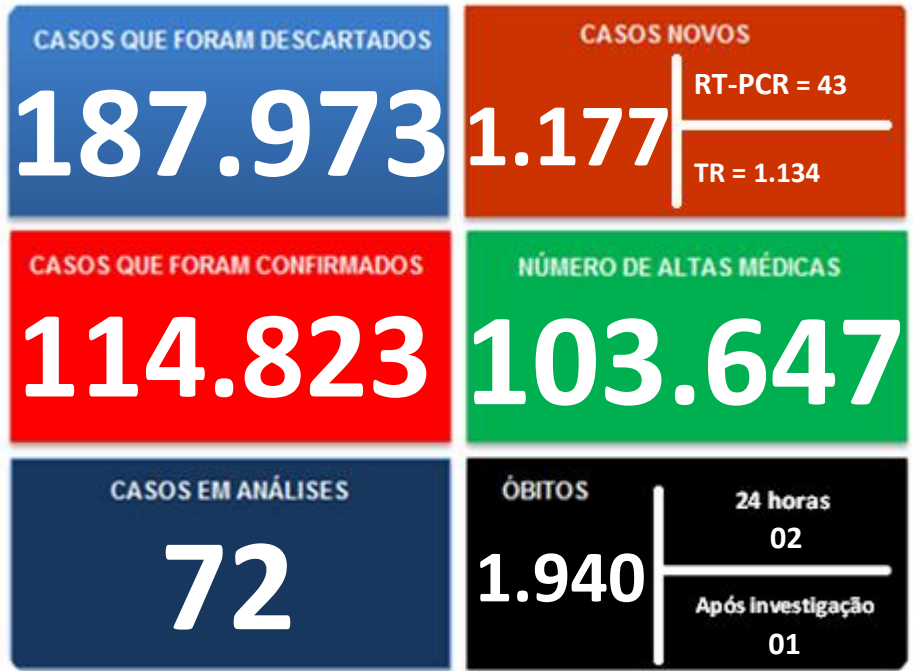 CASOS QUE FORAM DESCARTADOS
187.973
CASOS NOVOS
1.177
RT-PCR = 43
TR = 1.134
CASOS QUE FORAM CONFIRMADOS
114.823
NÚMERO DE ALTAS MÉDICAS
103.647
CASOS EM ANÁLISES
72
ÓBITOS
1.940
24 horas
02
Após investigação
01